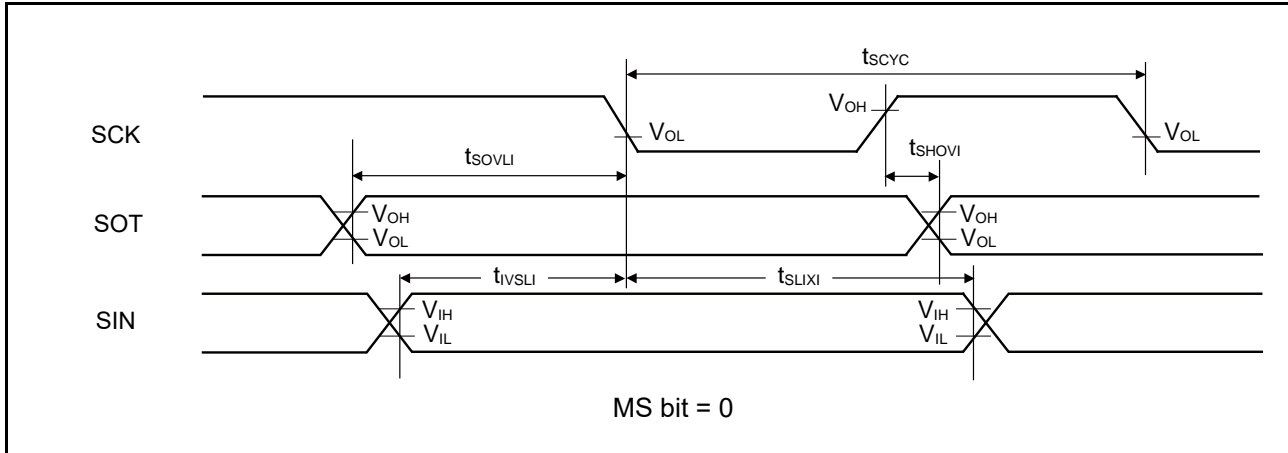 tSCYC
VOH
SCK
VOL
VOL
tSHOVI
tSOVLI
VOH
VOH
SOT
VOL
VOL
tIVSLI
tSLIXI
VIH
VIH
SIN
VIL
VIL
MS bit = 0